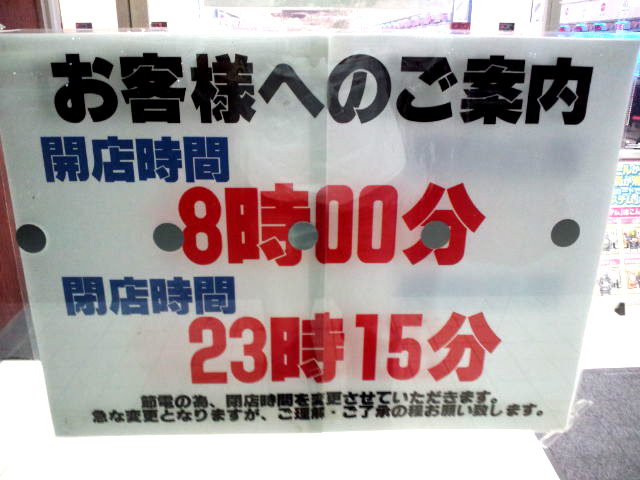 お客様へのご案内
開店時間
8時00分
閉店時間
23時15分
節電の為、閉店時間を変更させていただきます。
急な変更となりますが、ご理解・ご了承の程お願い致します。